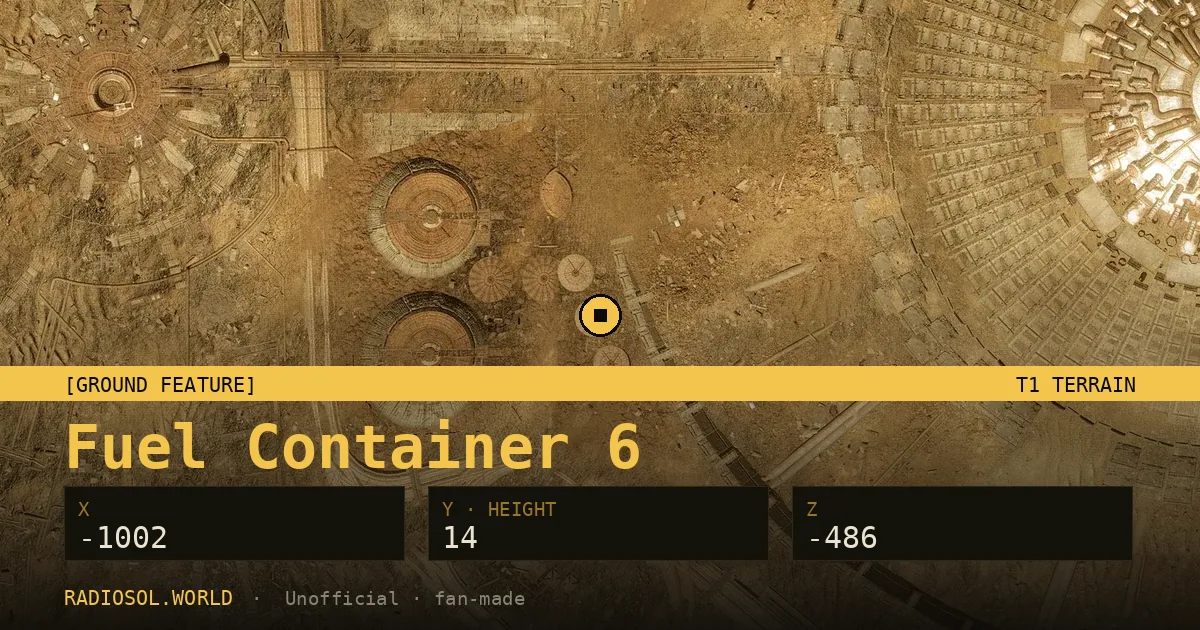 [GROUND FEATURE]
T1 TERRAIN
Fuel Container 6
X
-1002
Y · HEIGHT
14
Z
-486
RADIOSOL.WORLD · Unofficial · fan-made